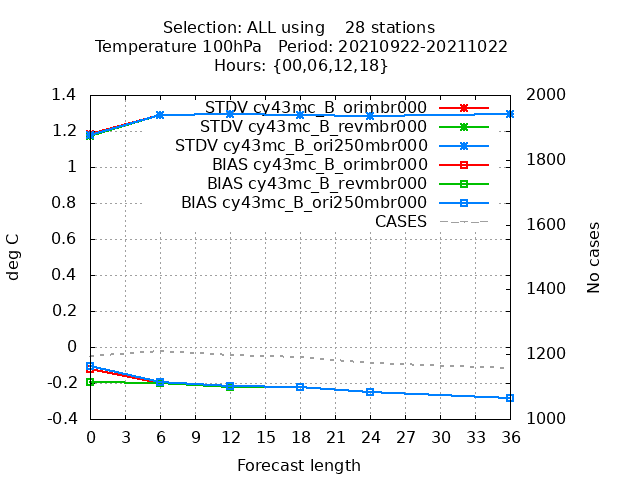 Selection: ALL using    28 stations
Temperature 100hPa   Period: 20210922-20211022
Hours: {00,06,12,18}
1.4
1.2
1
0.8
0.6
0.4
0.2
0
-0.2
-0.4
deg C
STDV cy43mc_B_orimbr000
STDV cy43mc_B_revmbr000
STDV cy43mc_B_ori250mbr000
BIAS cy43mc_B_orimbr000
BIAS cy43mc_B_revmbr000
BIAS cy43mc_B_ori250mbr000
CASES
2000
1800
1600
1400
1200
1000
No cases
0 3 6 9 12 15 18 21 24 27 30 33 36
Forecast length